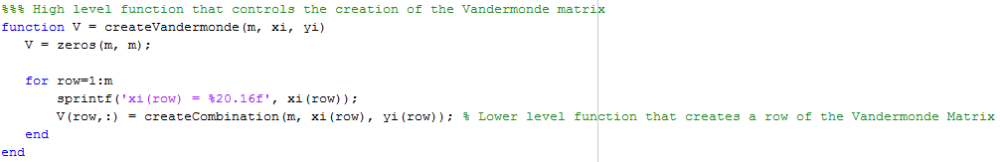 %%% High level function that controls the creation of the Vandermonde matrix
function V = createVandermonde(m, xi, yi)
   V = zeros(m, m);

   for row=1:m
       sprintf('xi(row) = %20.16f', xi(row));
       V(row,:) = createCombination(m, xi(row), yi(row)); % Lower level function that creates a row of the Vandermonde Matrix
   end
end